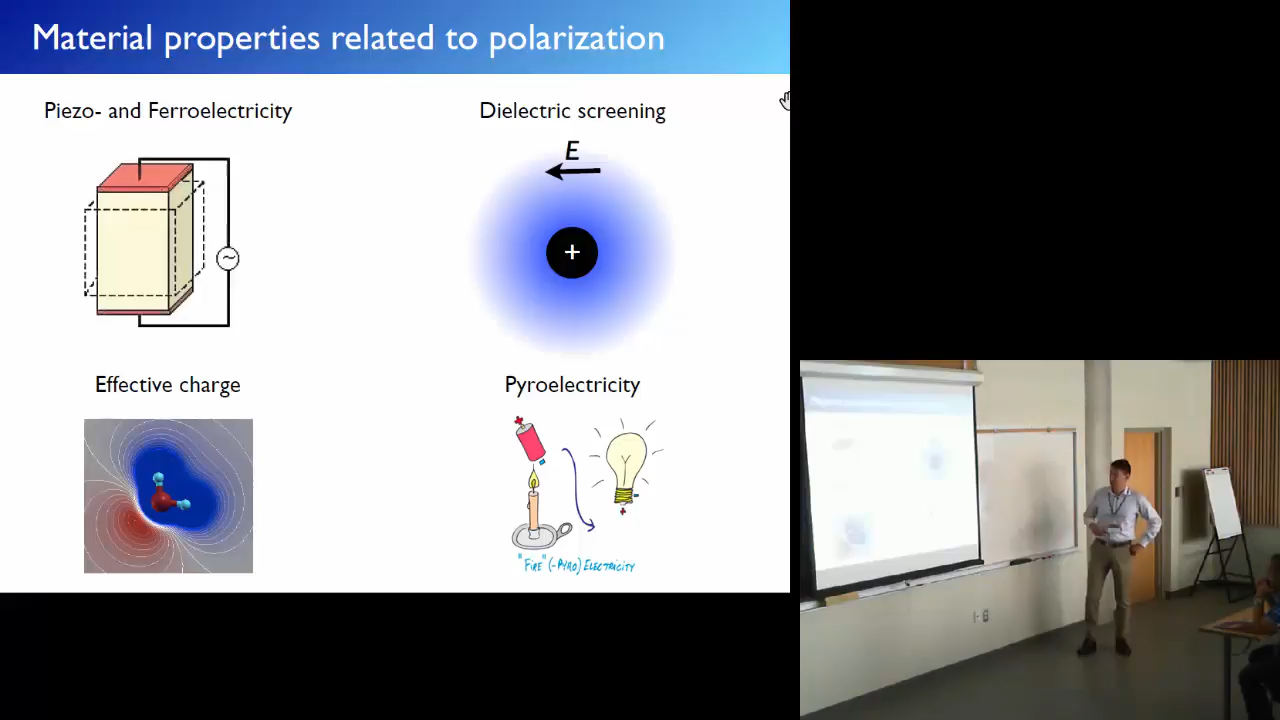 Material properties related to polarization
Piezo- and Ferroelectricity
Dielectric screening
E
+
~
Effective charge
Pyroelectricity
"FIRE" (-PYRO) ELECTRICITY